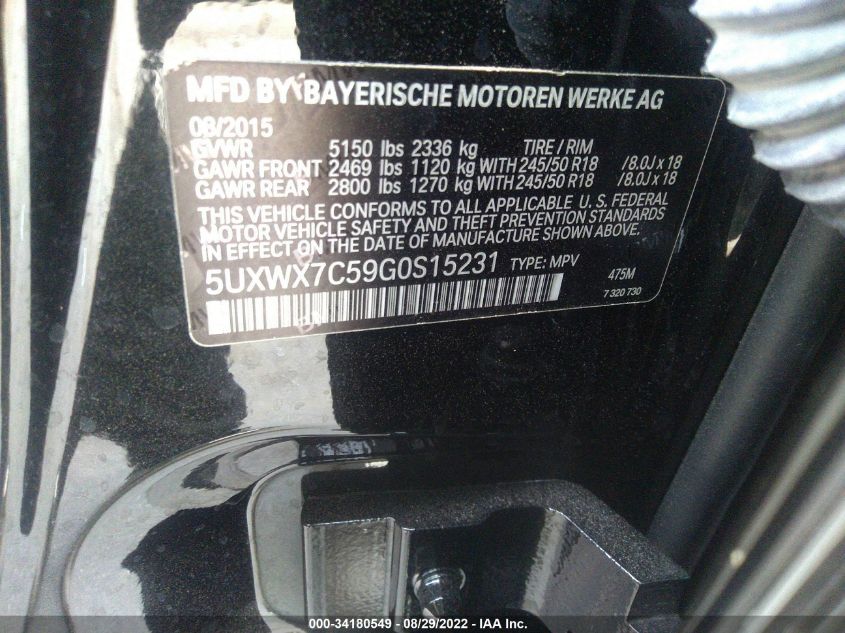 MFD BY BAYERISCHE MOTOREN WERKE AG
08/2015
GVWR 5150 lbs 2336 kg TIRE / RIM
GAWR FRONT 2469 lbs 1120 kg WITH 245/50 R18 /8.0J x 18
GAWR REAR 2800 lbs 1270 kg WITH 245/50 R18 /8.0J x 18
THIS VEHICLE CONFORMS TO ALL APPLICABLE U. S. FEDERAL
MOTOR VEHICLE SAFETY AND THEFT PREVENTION STANDARDS
IN EFFECT ON THE DATE OF MANUFACTURE SHOWN ABOVE.
5UXWX7C59G0S15231 TYPE: MPV 475M
7 320 730
000-34180549 - 08/29/2022 - IAA Inc.